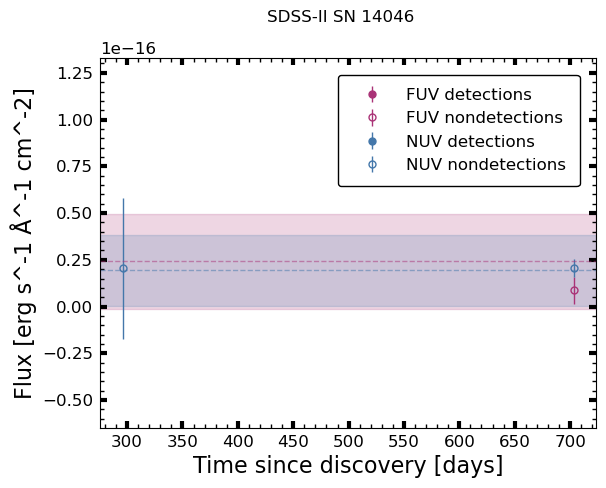 SDSS-II SN 14046
1e−16
FUV detections
FUV nondetections
NUV detections
NUV nondetections
1.25
1.00
0.75
0.50
0.25
0.00
−0.25
−0.50
Flux [erg s^-1 Å^-1 cm^-2]
300 350 400 450 500 550 600 650 700
Time since discovery [days]